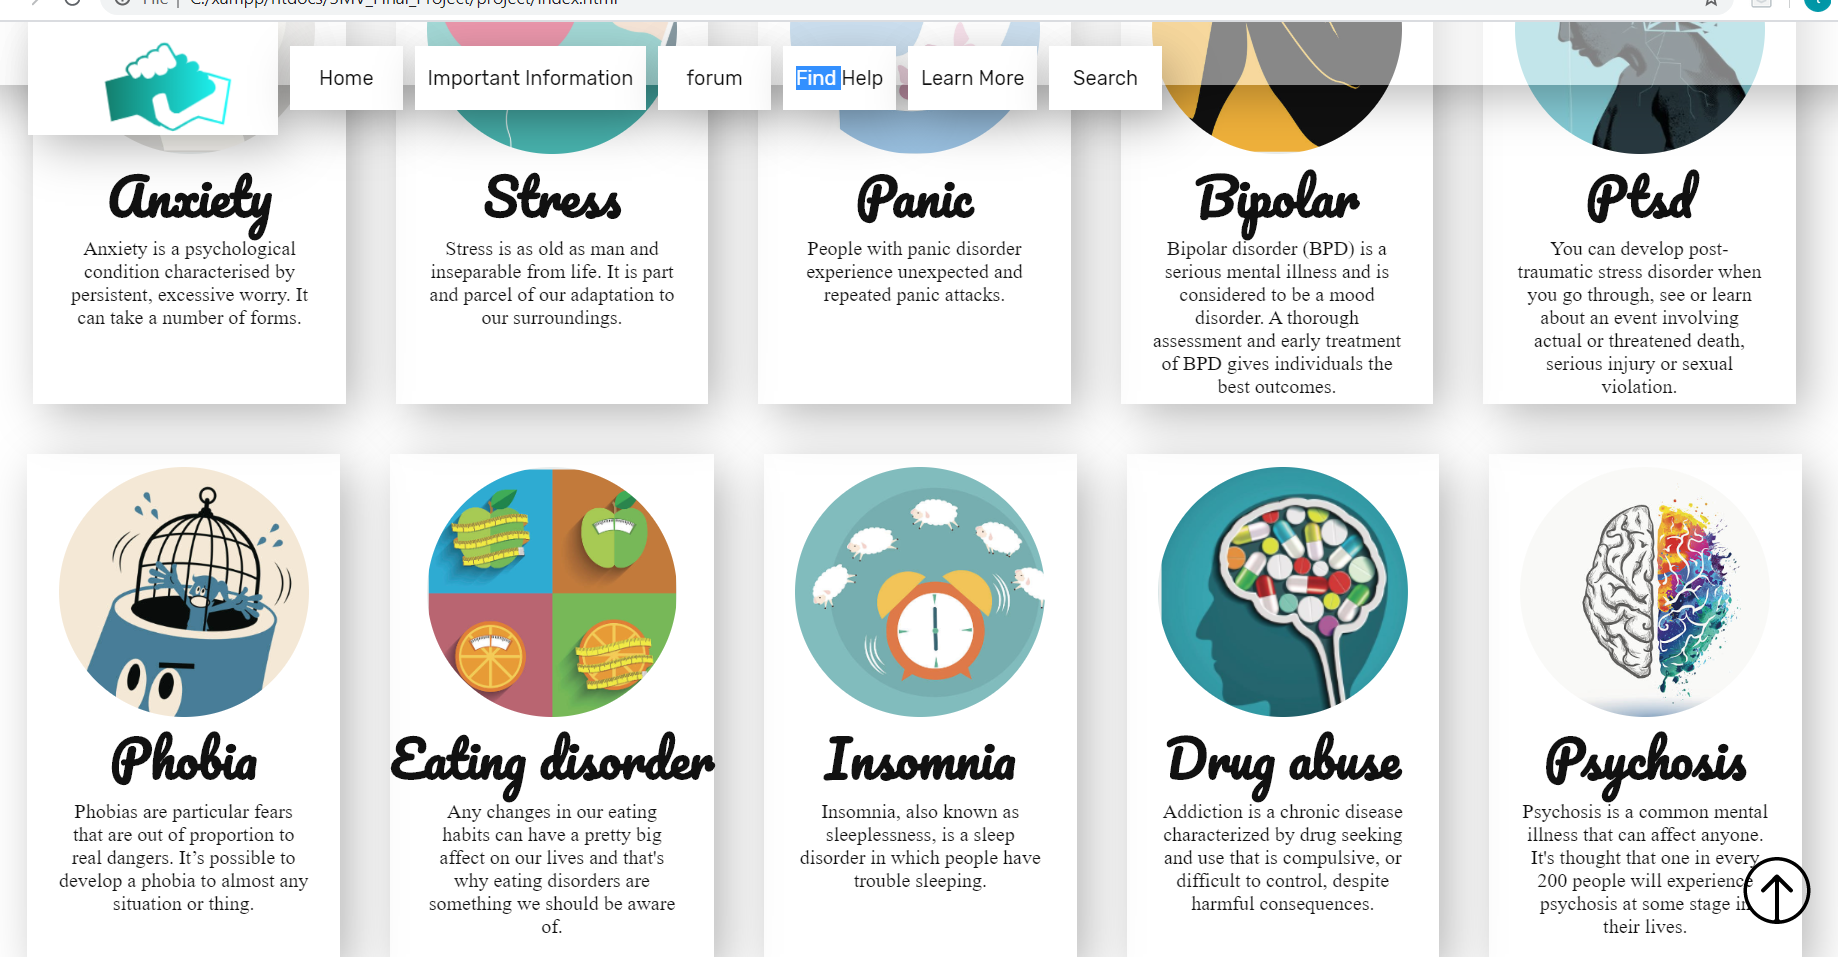 File | C:/xampp/htdocs/SMV_Final_Project/project/index.html
Home Important Information forum Find Help Learn More Search
Anxiety
Anxiety is a psychological
condition characterised by
persistent, excessive worry. It
can take a number of forms.
Stress
Stress is as old as man and
inseparable from life. It is part
and parcel of our adaptation to
our surroundings.
Panic
People with panic disorder
experience unexpected and
repeated panic attacks.
Bipolar
Bipolar disorder (BPD) is a
serious mental illness and is
considered to be a mood
disorder. A thorough
assessment and early treatment
of BPD gives individuals the
best outcomes.
Ptsd
You can develop post-
traumatic stress disorder when
you go through, see or learn
about an event involving
actual or threatened death,
serious injury or sexual
violation.
Phobia
Phobias are particular fears
that are out of proportion to
real dangers. It’s possible to
develop a phobia to almost any
situation or thing.
Eating disorder
Any changes in our eating
habits can have a pretty big
affect on our lives and that's
why eating disorders are
something we should be aware
of.
Insomnia
Insomnia, also known as
sleeplessness, is a sleep
disorder in which people have
trouble sleeping.
Drug abuse
Addiction is a chronic disease
characterized by drug seeking
and use that is compulsive, or
difficult to control, despite
harmful consequences.
Psychosis
Psychosis is a common mental
illness that can affect anyone.
It's thought that one in every
200 people will experience
psychosis at some stage in
their lives.